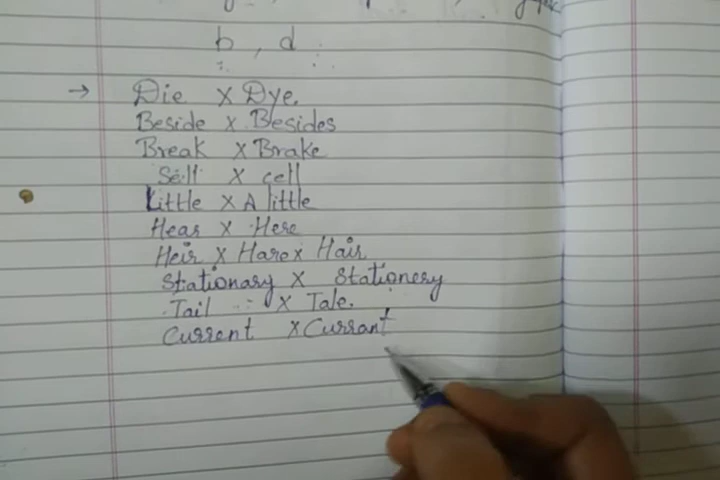 b , d
→ Die X Dye.
Beside X Besides
Break X Brake
Sell X cell
Little X A little
Hear X Here
Heir X Hare X Hair
Stationary X Stationery
Tail X Tale.
Current X Currant